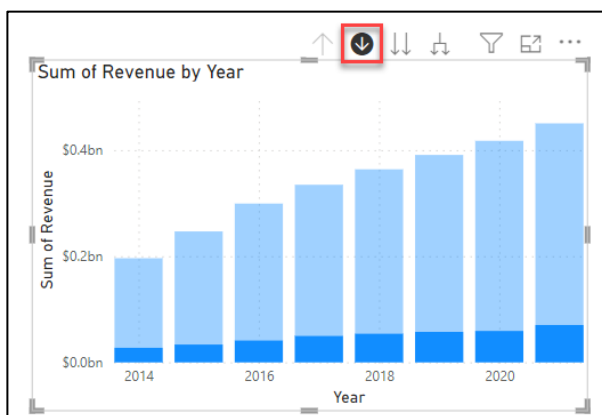 Sum of Revenue by Year
Sum of Revenue
$0.4bn
$0.2bn
$0.0bn
2014 2016 2018 2020
Year